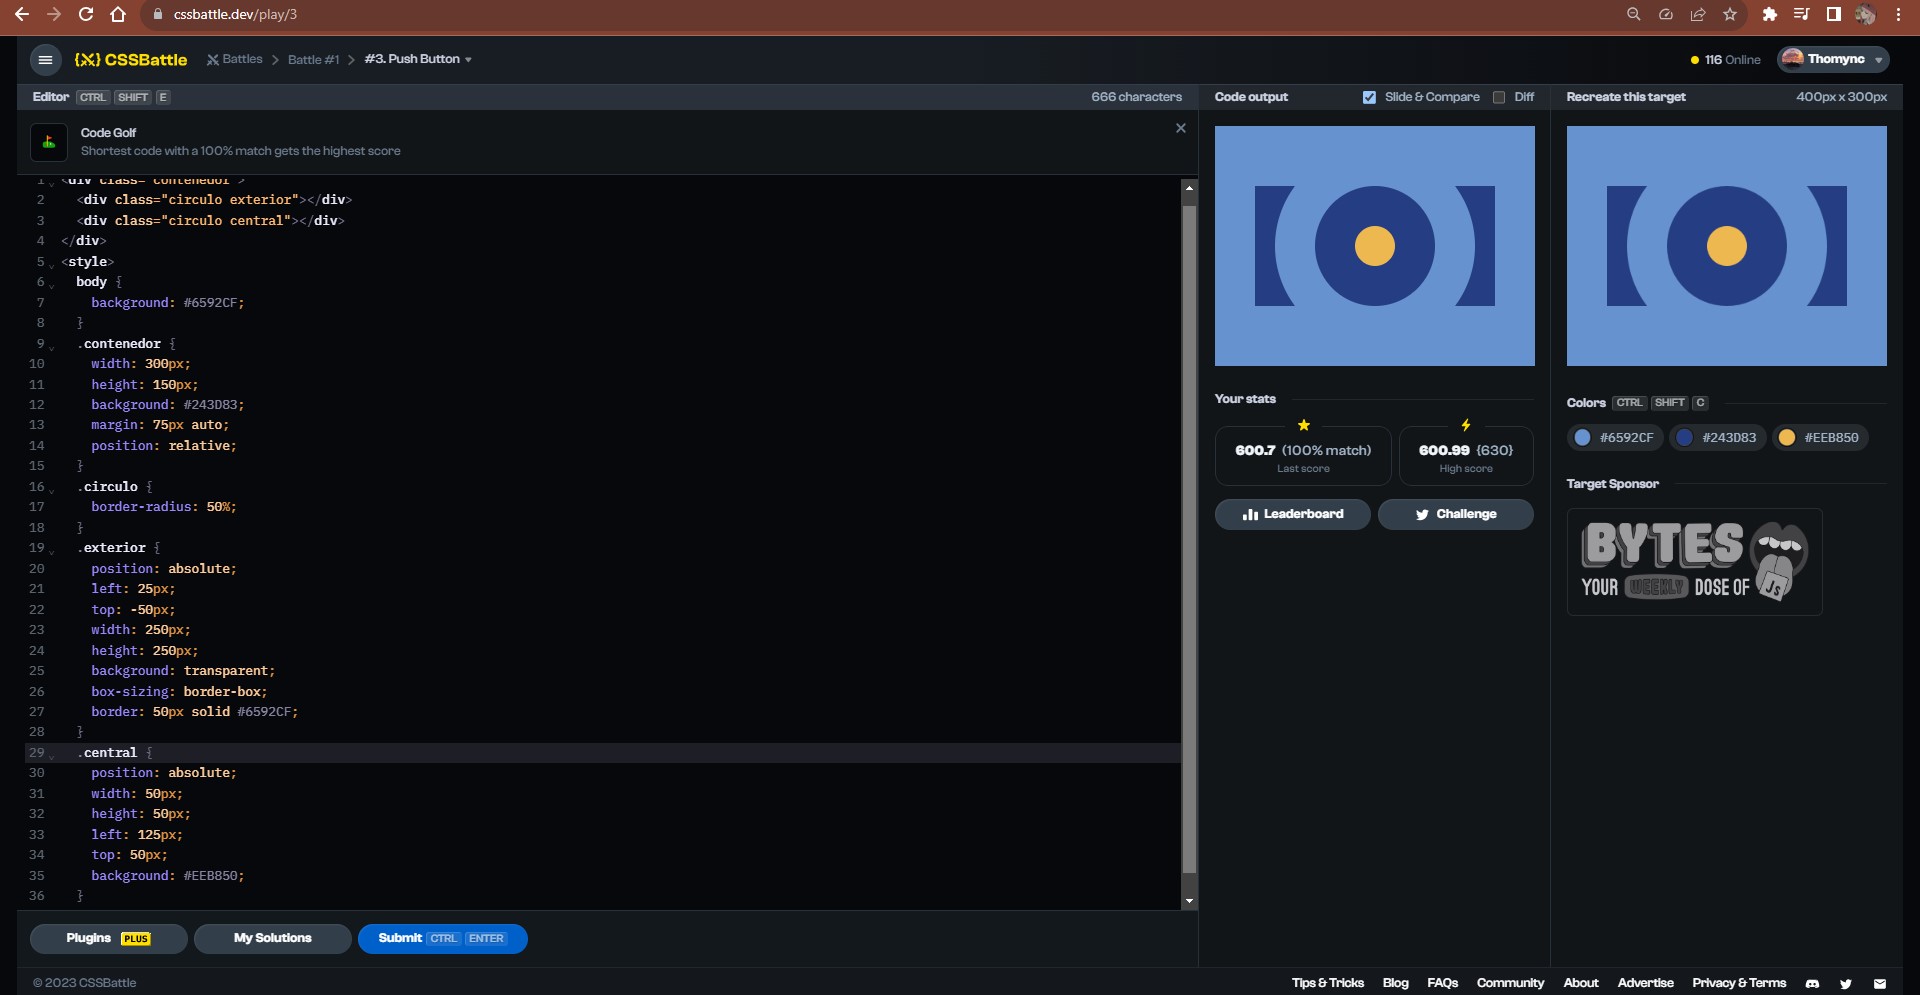 cssbattle.dev/play/3
{X} CSSBattle
Battles
Battle #1
#3. Push Button
116 Online
Thomync
Editor CTRL SHIFT E
666 characters
Code output
Slide & Compare
Diff
Recreate this target
400px x 300px
Code Golf
Shortest code with a 100% match gets the highest score
1 <div class="contenedor">
2 <div class="circulo exterior"></div>
3 <div class="circulo central"></div>
4 </div>
5 <style>
6 body {
7 background: #6592CF;
8 }
9 .contenedor {
10 width: 300px;
11 height: 150px;
12 background: #243D83;
13 margin: 75px auto;
14 position: relative;
15 }
16 .circulo {
17 border-radius: 50%;
18 }
19 .exterior {
20 position: absolute;
21 left: 25px;
22 top: -50px;
23 width: 250px;
24 height: 250px;
25 background: transparent;
26 box-sizing: border-box;
27 border: 50px solid #6592CF;
28 }
29 .central {
30 position: absolute;
31 width: 50px;
32 height: 50px;
33 left: 125px;
34 top: 50px;
35 background: #EEB850;
36 }
Plugins PLUS
My Solutions
Submit CTRL ENTER
Your stats
600.7 (100% match)
Last score
600.99 {630}
High score
Leaderboard
Challenge
Colors CTRL SHIFT C
#6592CF
#243D83
#EEB850
Target Sponsor
BYTES
YOUR WEEKLY DOSE OF
JS
© 2023 CSSBattle
Tips & Tricks
Blog
FAQs
Community
About
Advertise
Privacy & Terms